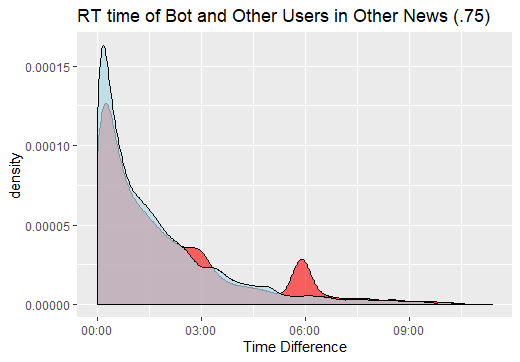 RT time of Bot and Other Users in Other News (.75)
0.00015
0.00010
0.00005
0.00000
density
00:00
03:00
06:00
09:00
Time Difference